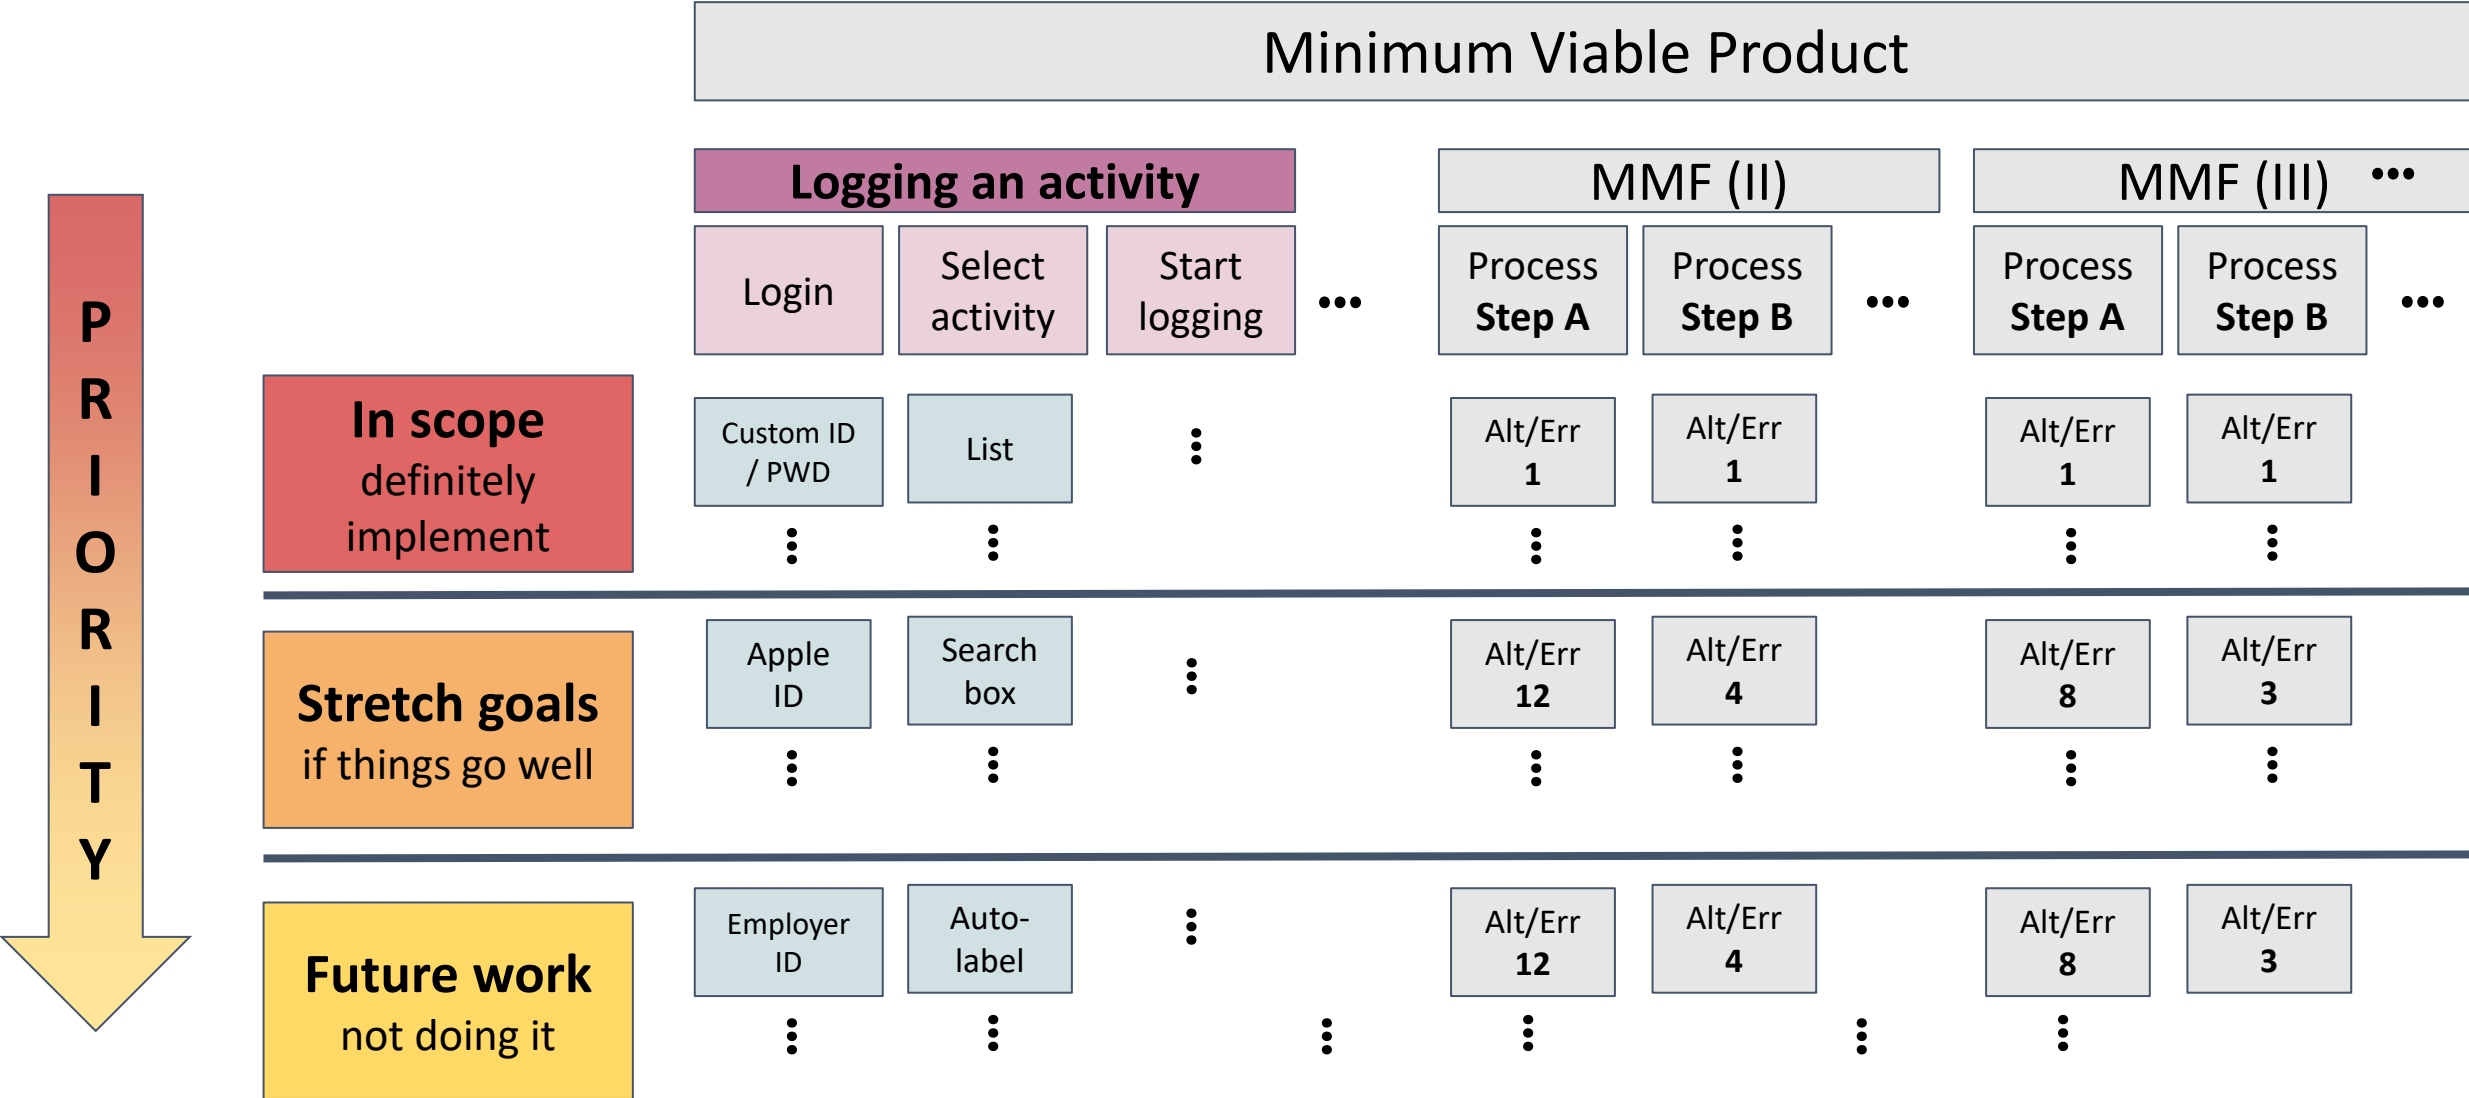 Minimum Viable Product
Logging an activity
MMF (II)
MMF (III) •••
Login
Select
activity
Start
logging
•••
Process
Step A
Process
Step B
•••
Process
Step A
Process
Step B
•••
P
R
I
O
R
I
T
Y
In scope
definitely
implement
Custom ID
/ PWD
List
Alt/Err
1
Alt/Err
1
Alt/Err
1
Alt/Err
1
Stretch goals
if things go well
Apple
ID
Search
box
Alt/Err
12
Alt/Err
4
Alt/Err
8
Alt/Err
3
Future work
not doing it
Employer
ID
Auto-
label
Alt/Err
12
Alt/Err
4
Alt/Err
8
Alt/Err
3